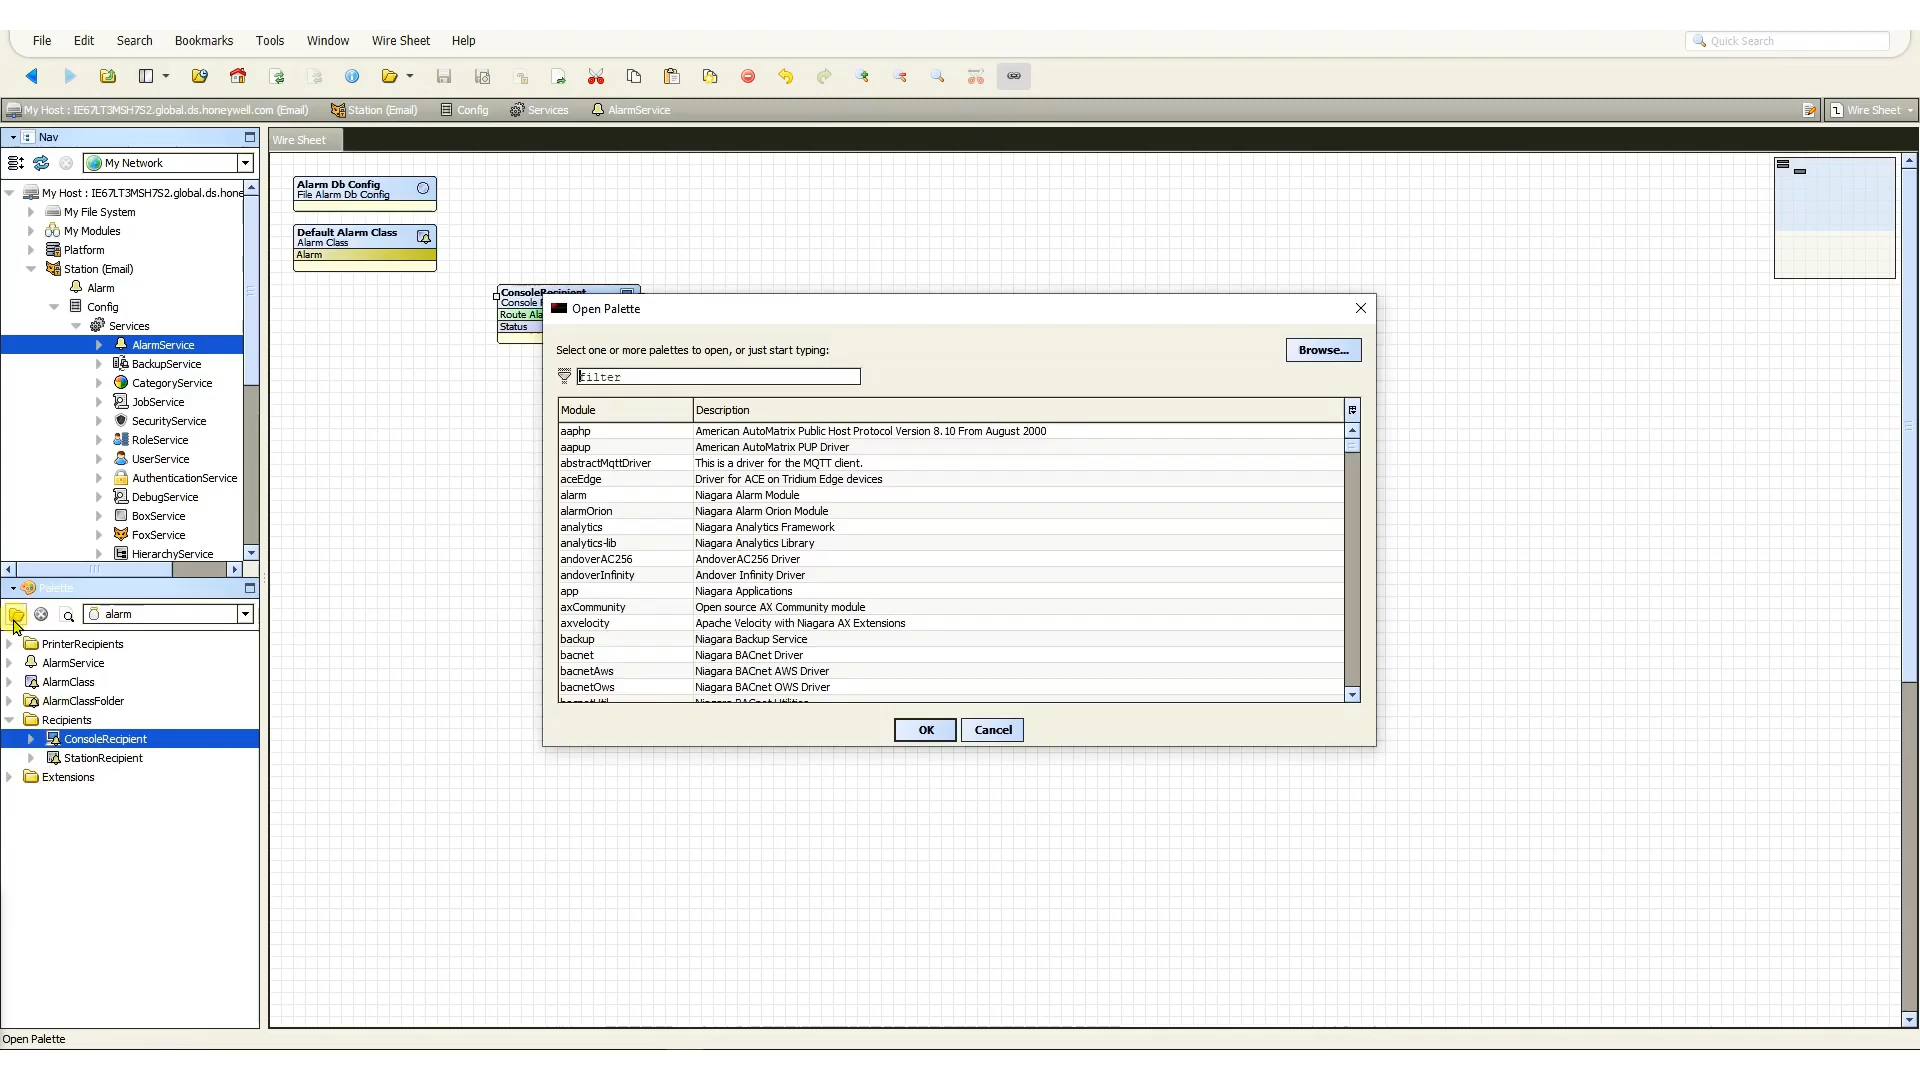 File Edit Search Bookmarks Tools Window Wire Sheet Help
Quick Search
My Host : IE67LT3MSH7S2.global.ds.honeywell.com (Email) Station (Email) Config Services AlarmService Wire Sheet
Nav
My Network
My Host : IE67LT3MSH7S2.global.ds.hone
My File System
My Modules
Platform
Station (Email)
Alarm
Config
Services
AlarmService
BackupService
CategoryService
JobService
SecurityService
RoleService
UserService
AuthenticationService
DebugService
BoxService
FoxService
HierarchyService
Palette
alarm
PrinterRecipients
AlarmService
AlarmClass
AlarmClassFolder
Recipients
ConsoleRecipient
StationRecipient
Extensions
Open Palette
Wire Sheet
Alarm Db Config
File Alarm Db Config
Default Alarm Class
Alarm Class
Alarm
ConsoleRecipient
Console R
Route Ala
Status
Open Palette
Select one or more palettes to open, or just start typing:
Browse...
filter
Module Description
aaphp American AutoMatrix Public Host Protocol Version 8.10 From August 2000
aapup American AutoMatrix PUP Driver
abstractMqttDriver This is a driver for the MQTT client.
aceEdge Driver for ACE on Tridium Edge devices
alarm Niagara Alarm Module
alarmOrion Niagara Alarm Orion Module
analytics Niagara Analytics Framework
analytics-lib Niagara Analytics Library
andoverAC256 AndoverAC256 Driver
andoverInfinity Andover Infinity Driver
app Niagara Applications
axCommunity Open source AX Community module
axvelocity Apache Velocity with Niagara AX Extensions
backup Niagara Backup Service
bacnet Niagara BACnet Driver
bacnetAws Niagara BACnet AWS Driver
bacnetOws Niagara BACnet OWS Driver
bacnetUtil Niagara BACnet Utilities
OK Cancel